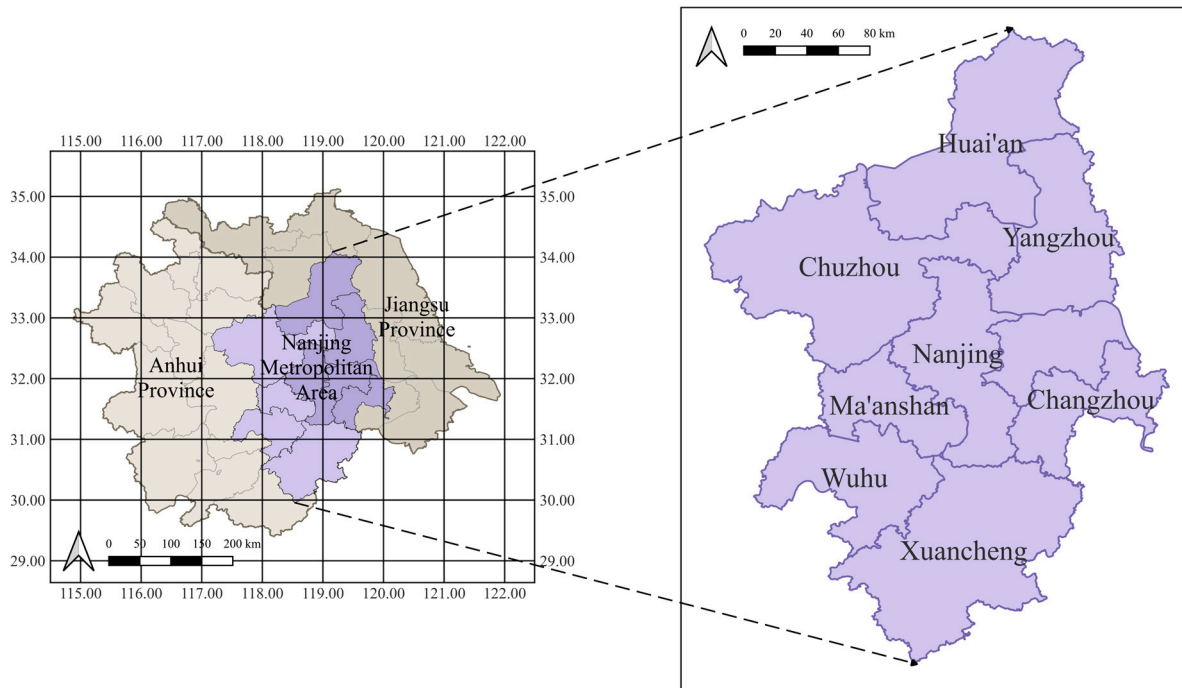 115.00 116.00 117.00 118.00 119.00 120.00 121.00 122.00
35.00 35.00
34.00 34.00
33.00 33.00
32.00 32.00
31.00 31.00
30.00 30.00
29.00 29.00
Anhui
Province
Nanjing
Metropolitan
Area
Jiangsu
Province
0 50 100 150 200 km
115.00 116.00 117.00 118.00 119.00 120.00 121.00 122.00
0 20 40 60 80 km
Huai'an
Yangzhou
Chuzhou
Nanjing
Ma'anshan
Changzhou
Wuhu
Xuancheng